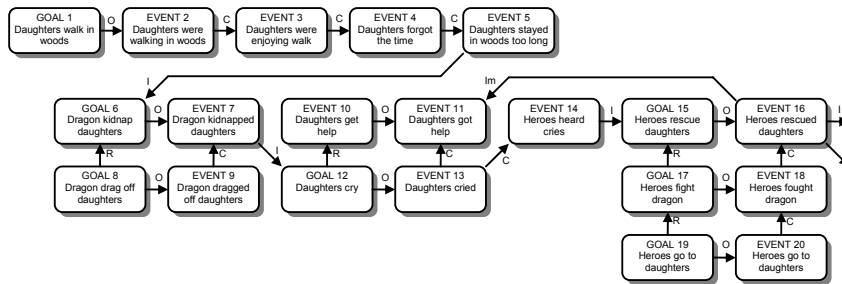 GOAL 1
Daughters walk in
woods
O
EVENT 2
Daughters were
walking in woods
C
EVENT 3
Daughters were
enjoying walk
C
EVENT 4
Daughters forgot
the time
C
EVENT 5
Daughters stayed
in woods too long
I
Im
GOAL 6
Dragon kidnap
daughters
O
EVENT 7
Dragon kidnapped
daughters
I
EVENT 10
Daughters get
help
O
EVENT 11
Daughters got
help
EVENT 14
Heroes heard
cries
I
GOAL 15
Heroes rescue
daughters
O
EVENT 16
Heroes rescued
daughters
I
R
C
R
C
C
R
C
GOAL 8
Dragon drag off
daughters
O
EVENT 9
Dragon dragged
off daughters
GOAL 12
Daughters cry
O
EVENT 13
Daughters cried
GOAL 17
Heroes fight
dragon
O
EVENT 18
Heroes fought
dragon
R
C
GOAL 19
Heroes go to
daughters
O
EVENT 20
Heroes go to
daughters